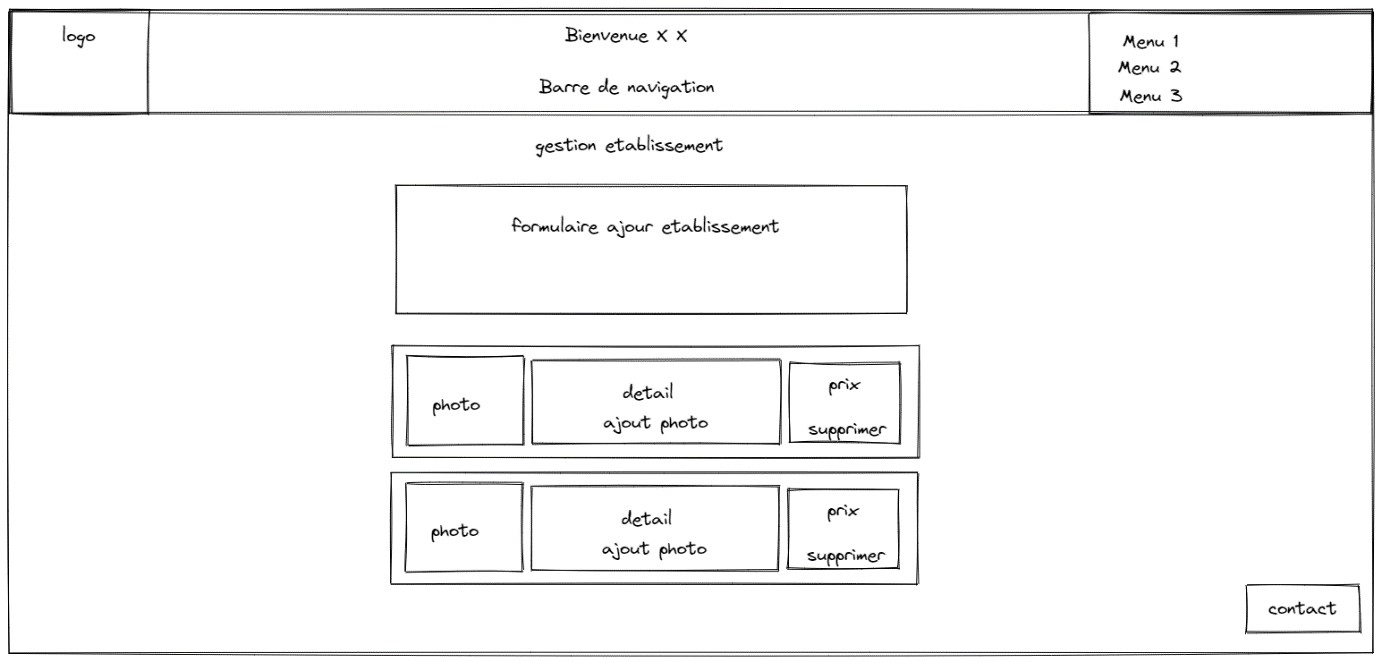 logo
Bienvenue X X
Barre de navigation
Menu 1
Menu 2
Menu 3
gestion etablissement
formulaire ajour etablissement
photo
detail
ajout photo
prix
supprimer
photo
detail
ajout photo
prix
supprimer
contact